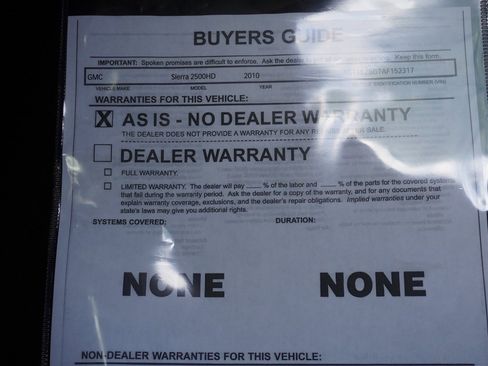 BUYERS GUIDE
IMPORTANT: Spoken promises are difficult to enforce. Ask the dealer to Keep this form.
GMC Sierra 2500HD 2010
VEHICLE MAKE MODEL YEAR IDENTIFICATION NUMBER (VIN)
WARRANTIES FOR THIS VEHICLE:
X AS IS - NO DEALER WARRANTY
THE DEALER DOES NOT PROVIDE A WARRANTY FOR ANY SALE.
DEALER WARRANTY
FULL WARRANTY.
LIMITED WARRANTY. The dealer will pay ____ % of the labor and ____ % of the parts for the covered systems
that fail during the warranty period. Ask the dealer for a copy of the warranty, and for any documents that
explain warranty coverage, exclusions, and the dealer's repair obligations. Implied warranties under your
state's laws may give you additional rights.
SYSTEMS COVERED: DURATION:
NONE NONE
NON-DEALER WARRANTIES FOR THIS VEHICLE: